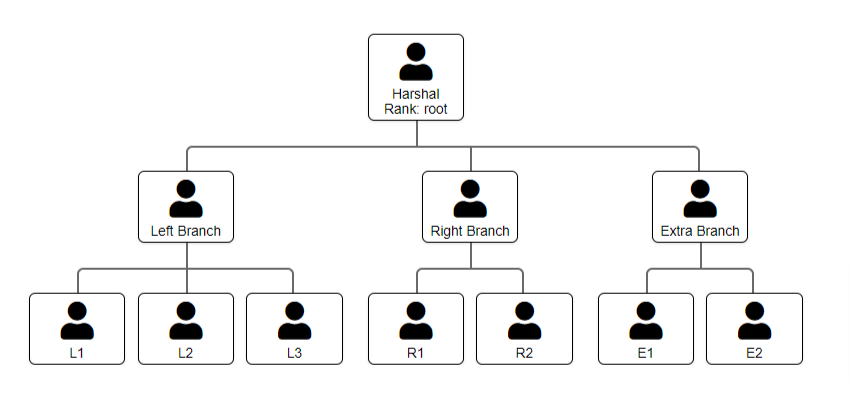 Harshal
Rank: root
Left Branch
Right Branch
Extra Branch
L1
L2
L3
R1
R2
E1
E2